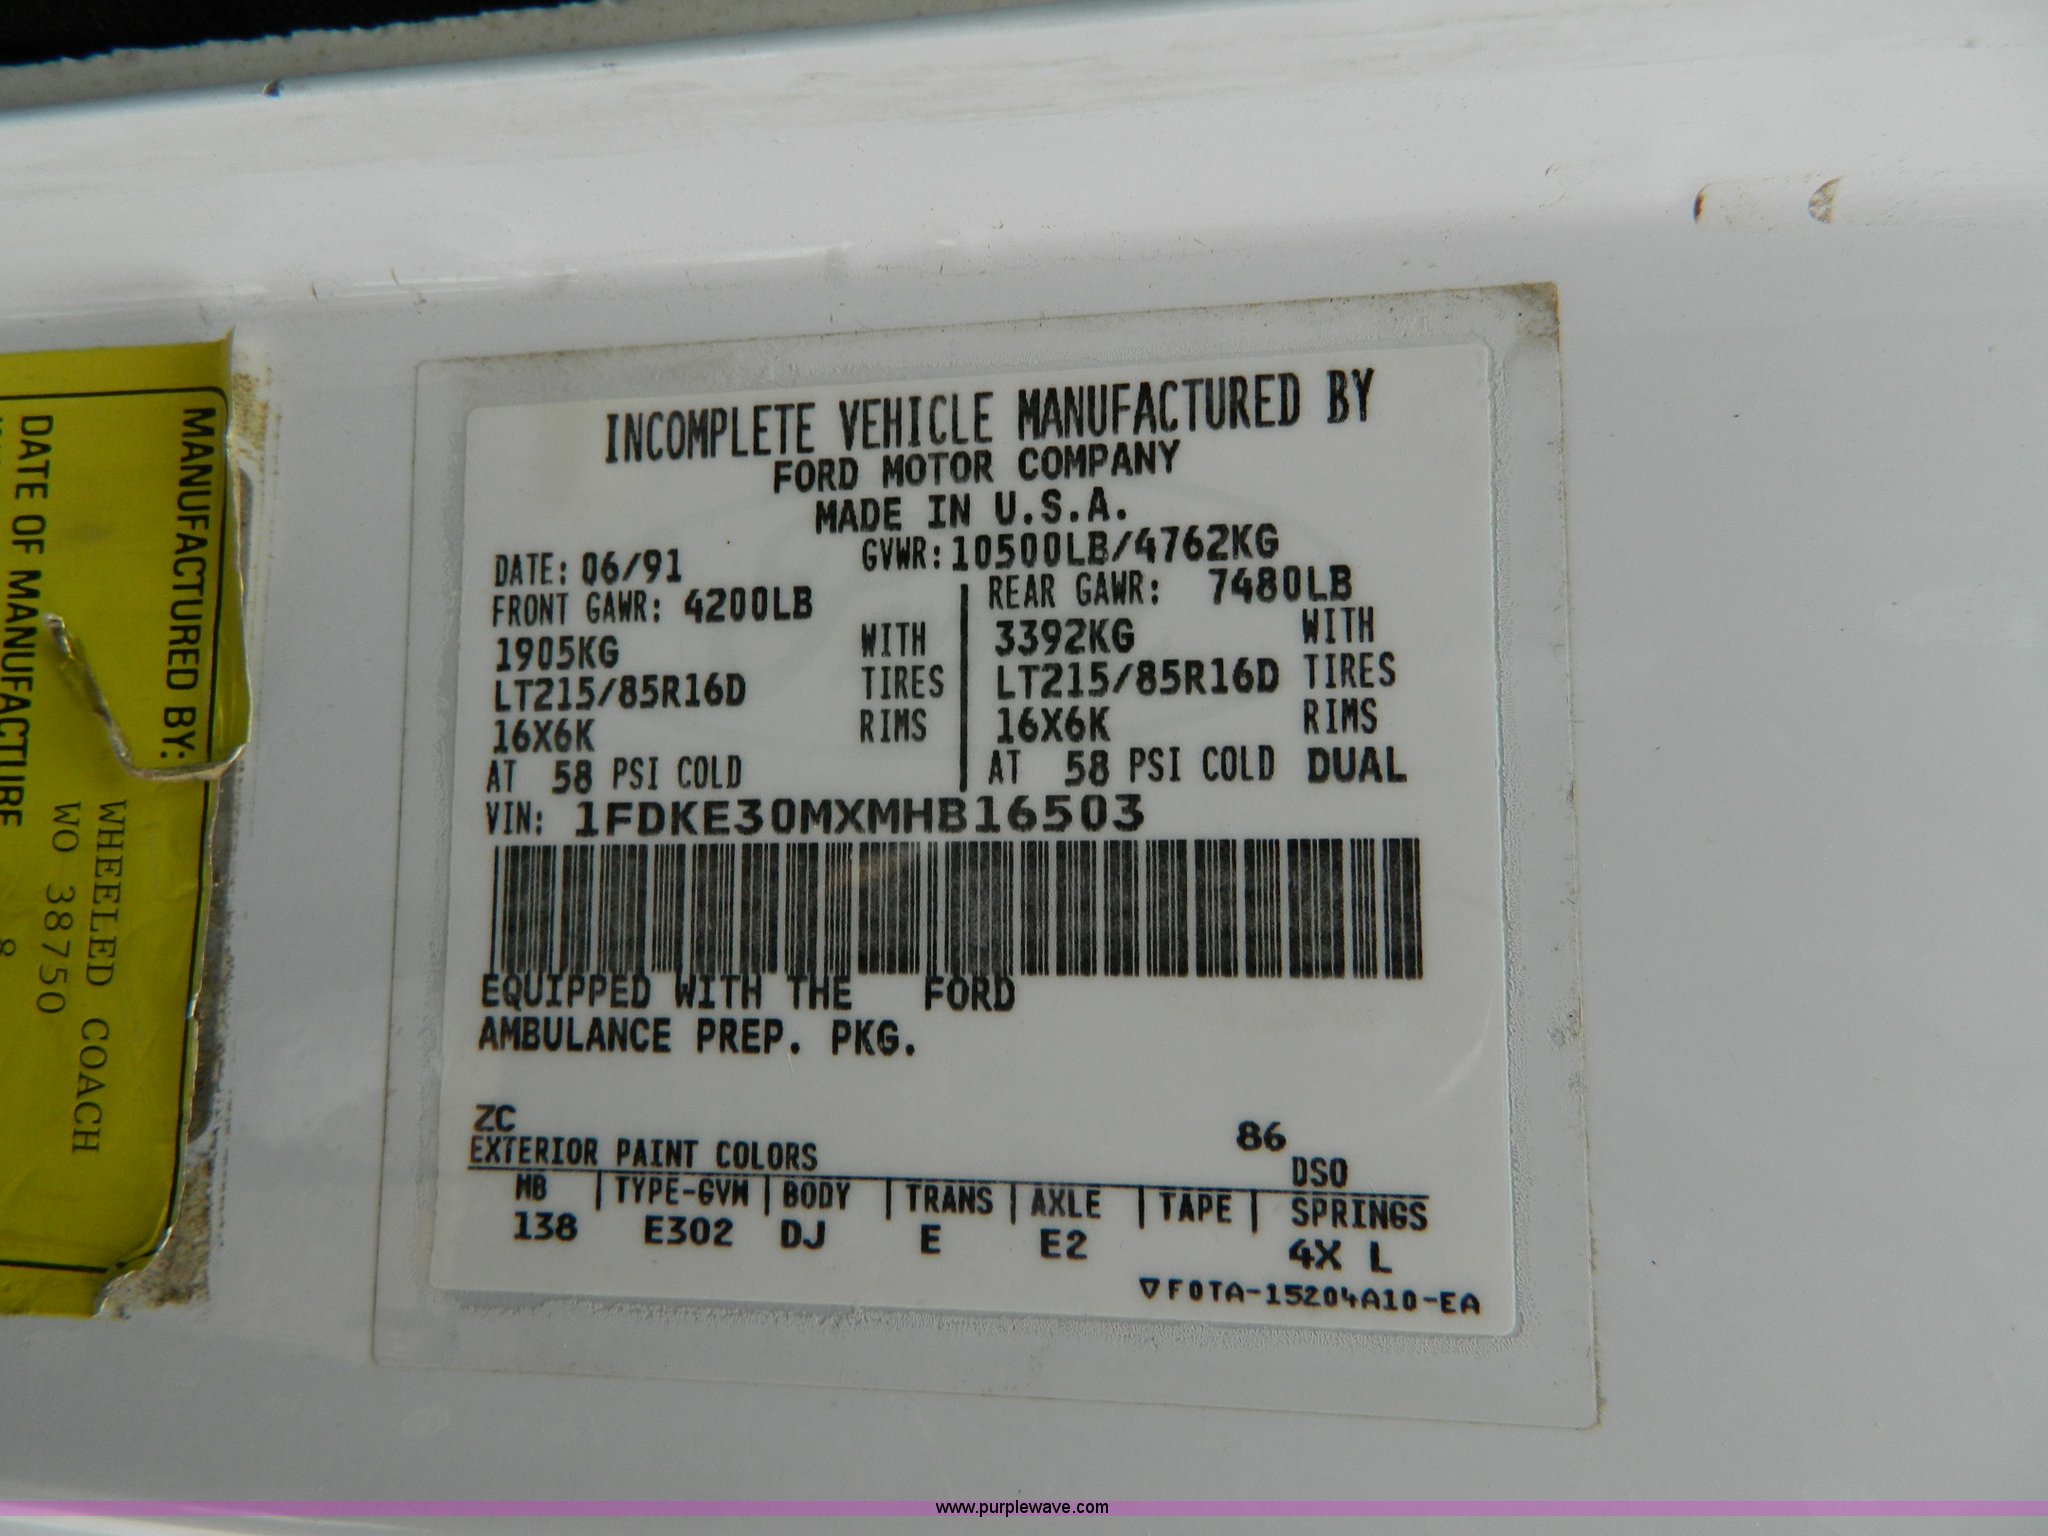 INCOMPLETE VEHICLE MANUFACTURED BY
FORD MOTOR COMPANY
MADE IN U.S.A.
DATE: 06/91 GVWR: 10500LB/4762KG
FRONT GAWR: 4200LB
1905KG WITH
LT215/85R16D TIRES
16X6K RIMS
AT 58 PSI COLD
REAR GAWR: 7480LB
3392KG WITH
LT215/85R16D TIRES
16X6K RIMS
AT 58 PSI COLD DUAL
VIN: 1FDKE30MXMHB16503
EQUIPPED WITH THE FORD
AMBULANCE PREP. PKG.
ZC 86
EXTERIOR PAINT COLORS DSO
WB | TYPE-GVW | BODY | TRANS | AXLE | TAPE | SPRINGS
138 E302 DJ E E2 4X L
▽F0TA-15204A10-EA
MANUFACTURED BY:
WHEELED COACH
WO 38750
DATE OF MANUFACTURE 8
www.purplewave.com